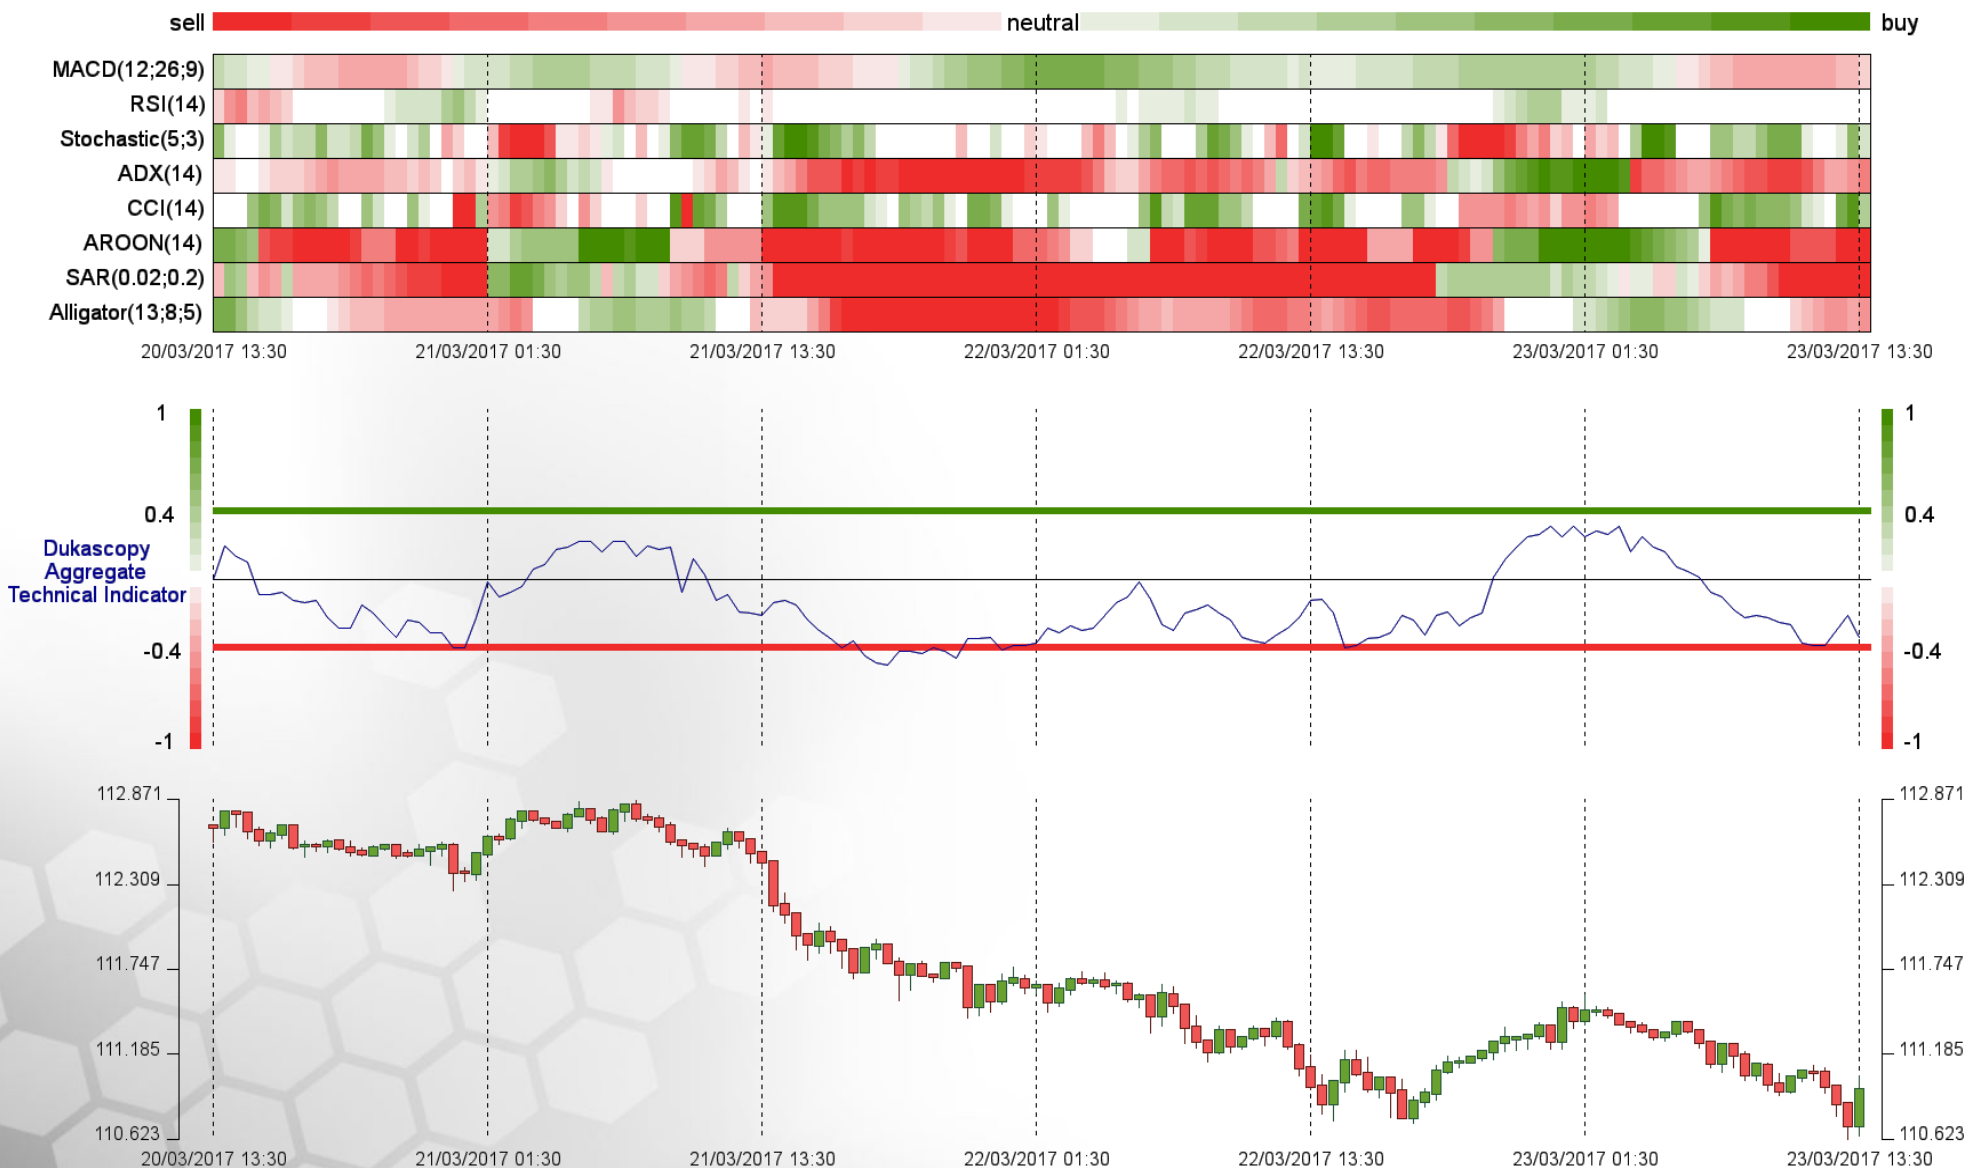 sell neutral buy
MACD(12;26;9)
RSI(14)
Stochastic(5;3)
ADX(14)
CCI(14)
AROON(14)
SAR(0.02;0.2)
Alligator(13;8;5)
20/03/2017 13:30 21/03/2017 01:30 21/03/2017 13:30 22/03/2017 01:30 22/03/2017 13:30 23/03/2017 01:30 23/03/2017 13:30
1 1
0.4 0.4
Dukascopy
Aggregate
Technical Indicator
-0.4 -0.4
-1 -1
112.871 112.871
112.309 112.309
111.747 111.747
111.185 111.185
110.623 110.623
20/03/2017 13:30 21/03/2017 01:30 21/03/2017 13:30 22/03/2017 01:30 22/03/2017 13:30 23/03/2017 01:30 23/03/2017 13:30